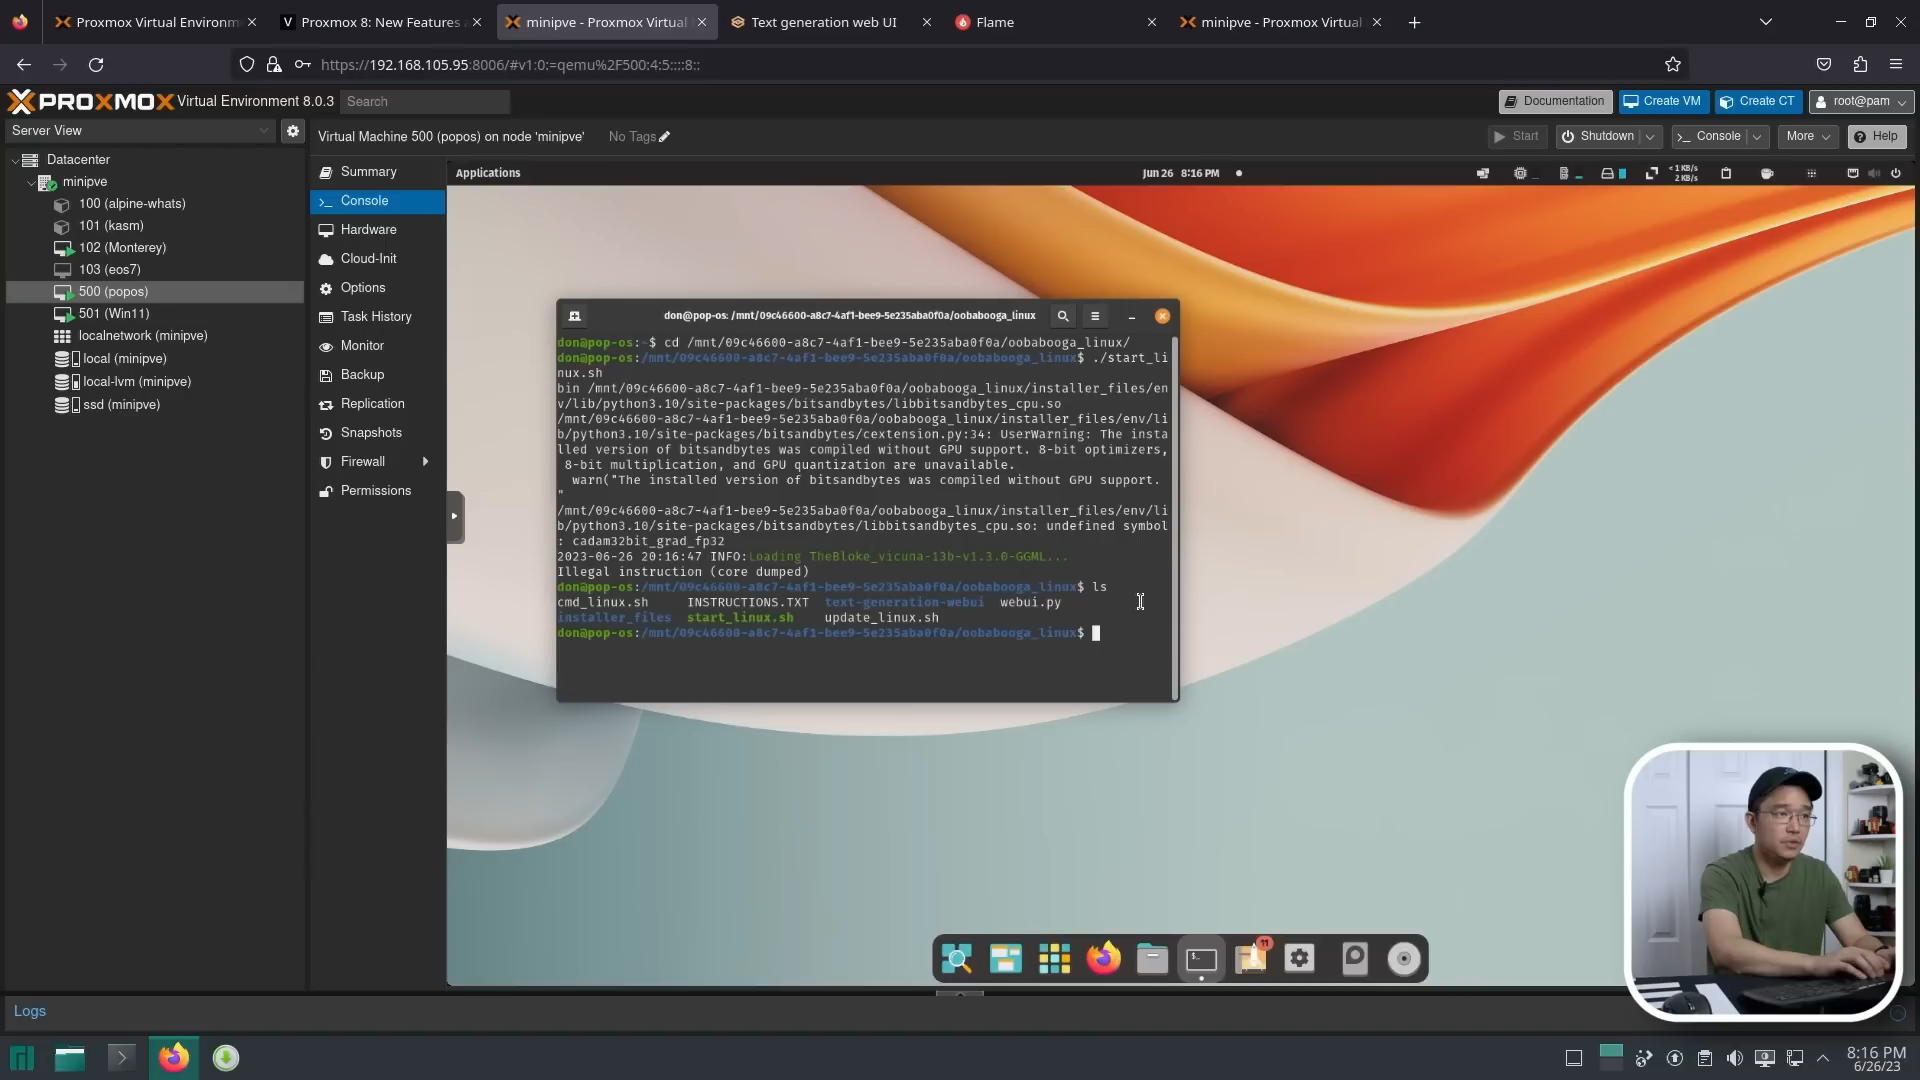 Proxmox Virtual Environm
Proxmox 8: New Features a
minipve - Proxmox Virtual
Text generation web UI
Flame
minipve - Proxmox Virtual
https://192.168.105.95:8006/#v1:0:=qemu%2F500:4:5::::8::
PROXMOX Virtual Environment 8.0.3
Search
Documentation
Create VM
Create CT
root@pam
Server View
Virtual Machine 500 (popos) on node 'minipve'
No Tags
Start
Shutdown
Console
More
Help
Datacenter
minipve
100 (alpine-whats)
101 (kasm)
102 (Monterey)
103 (eos7)
500 (popos)
501 (Win11)
localnetwork (minipve)
local (minipve)
local-lvm (minipve)
ssd (minipve)
Summary
Console
Hardware
Cloud-Init
Options
Task History
Monitor
Backup
Replication
Snapshots
Firewall
Permissions
Applications
Jun 26 8:16 PM
< 1 KB/s
2 KB/s
don@pop-os: /mnt/09c46600-a8c7-4af1-bee9-5e235aba0f0a/oobabooga_linux
don@pop-os:~$ cd /mnt/09c46600-a8c7-4af1-bee9-5e235aba0f0a/oobabooga_linux/
don@pop-os:/mnt/09c46600-a8c7-4af1-bee9-5e235aba0f0a/oobabooga_linux$ ./start_li
nux.sh
bin /mnt/09c46600-a8c7-4af1-bee9-5e235aba0f0a/oobabooga_linux/installer_files/en
v/lib/python3.10/site-packages/bitsandbytes/libbitsandbytes_cpu.so
/mnt/09c46600-a8c7-4af1-bee9-5e235aba0f0a/oobabooga_linux/installer_files/env/li
b/python3.10/site-packages/bitsandbytes/cextension.py:34: UserWarning: The insta
lled version of bitsandbytes was compiled without GPU support. 8-bit optimizers,
8-bit multiplication, and GPU quantization are unavailable.
warn("The installed version of bitsandbytes was compiled without GPU support.
"
/mnt/09c46600-a8c7-4af1-bee9-5e235aba0f0a/oobabooga_linux/installer_files/env/li
b/python3.10/site-packages/bitsandbytes/libbitsandbytes_cpu.so: undefined symbol
: cadam32bit_grad_fp32
2023-06-26 20:16:47 INFO:Loading TheBloke_vicuna-13b-v1.3.0-GGML...
Illegal instruction (core dumped)
don@pop-os:/mnt/09c46600-a8c7-4af1-bee9-5e235aba0f0a/oobabooga_linux$ ls
cmd_linux.sh INSTRUCTIONS.TXT text-generation-webui webui.py
installer_files start_linux.sh update_linux.sh
don@pop-os:/mnt/09c46600-a8c7-4af1-bee9-5e235aba0f0a/oobabooga_linux$
11
Logs
8:16 PM
6/26/23